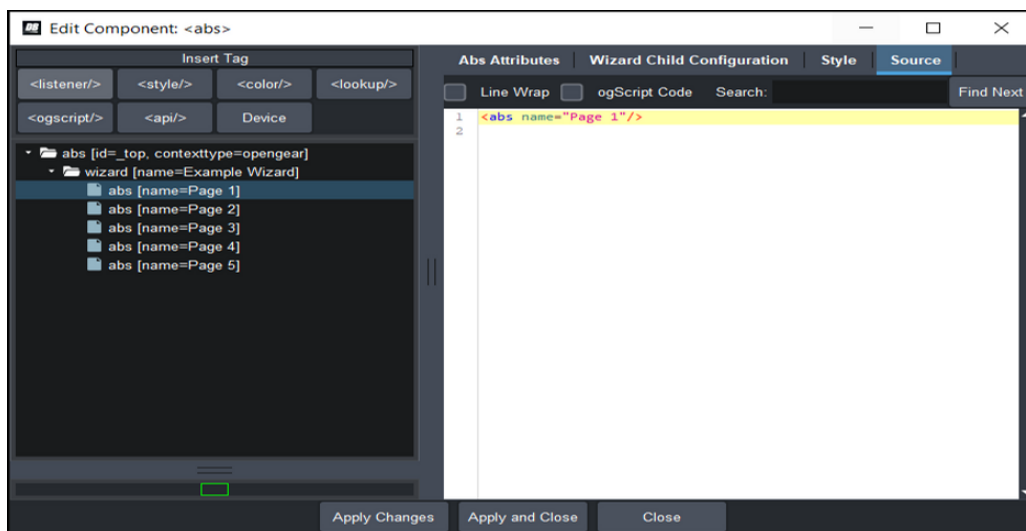 DB Edit Component: <abs>
Insert Tag
<listener/> <style/> <color/> <lookup/>
<ogscript/> <api/> Device
abs [id=_top, contexttype=opengear]
wizard [name=Example Wizard]
abs [name=Page 1]
abs [name=Page 2]
abs [name=Page 3]
abs [name=Page 4]
abs [name=Page 5]
Abs Attributes Wizard Child Configuration Style Source
Line Wrap ogScript Code Search: Find Next
1 <abs name="Page 1"/>
2
Apply Changes Apply and Close Close